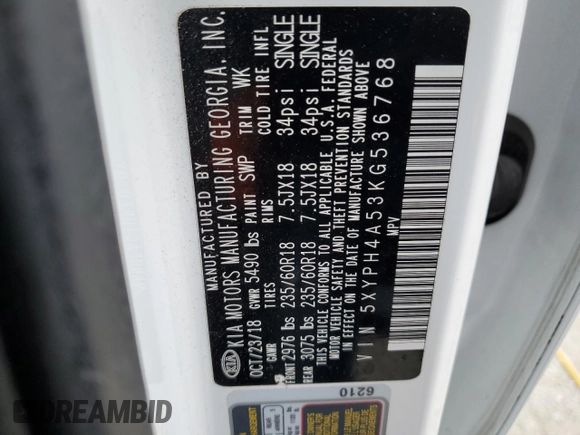 MANUFACTURED BY
KIA KIA MOTORS MANUFACTURING GEORGIA, INC.
OCT/23/18 GVWR 5490 lbs PAINT SWP TRIM WK
GAWR TIRES RIMS COLD TIRE INFL
FRONT 2976 lbs 235/60R18 7.5JX18 34psi SINGLE
REAR 3075 lbs 235/60R18 7.5JX18 34psi SINGLE
THIS VEHICLE CONFORMS TO ALL APPLICABLE U.S.A. FEDERAL
MOTOR VEHICLE SAFETY AND THEFT PREVENTION STANDARDS
IN EFFECT ON THE DATE OF MANUFACTURE SHOWN ABOVE
VIN 5XYPH4A53KG536768
MPV
6210
DREAMBID